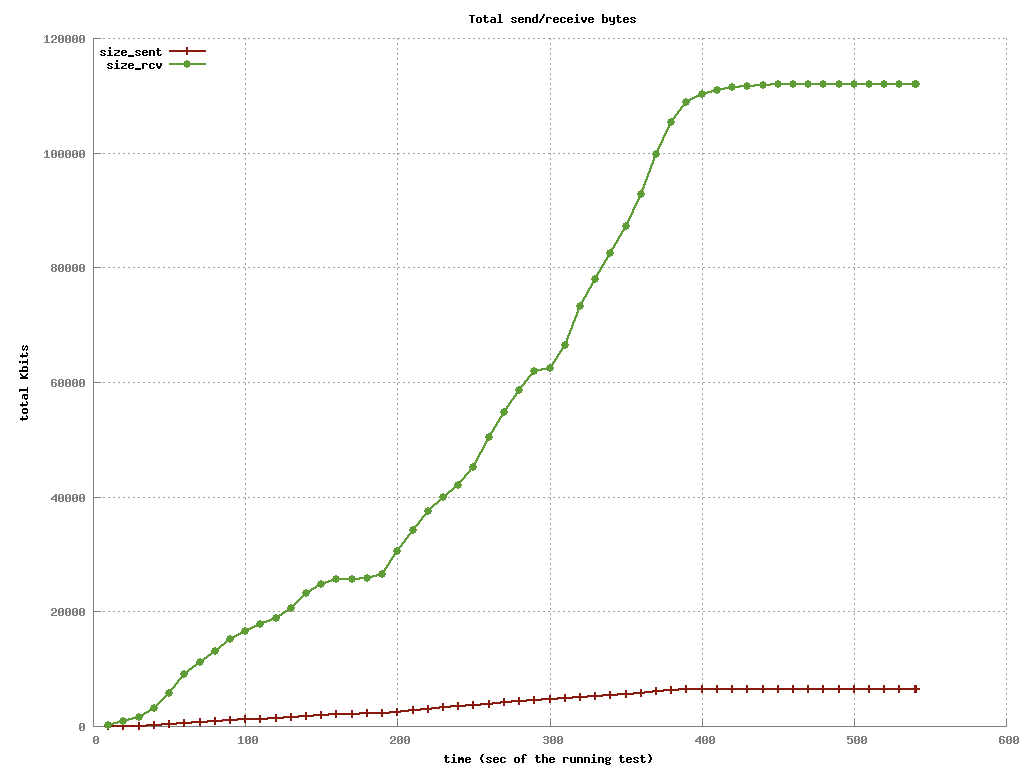 Total send/receive bytes
120000
size_sent
size_rcv
100000
80000
60000
total Kbits
40000
20000
0
0 100 200 300 400 500 600
time (sec of the running test)